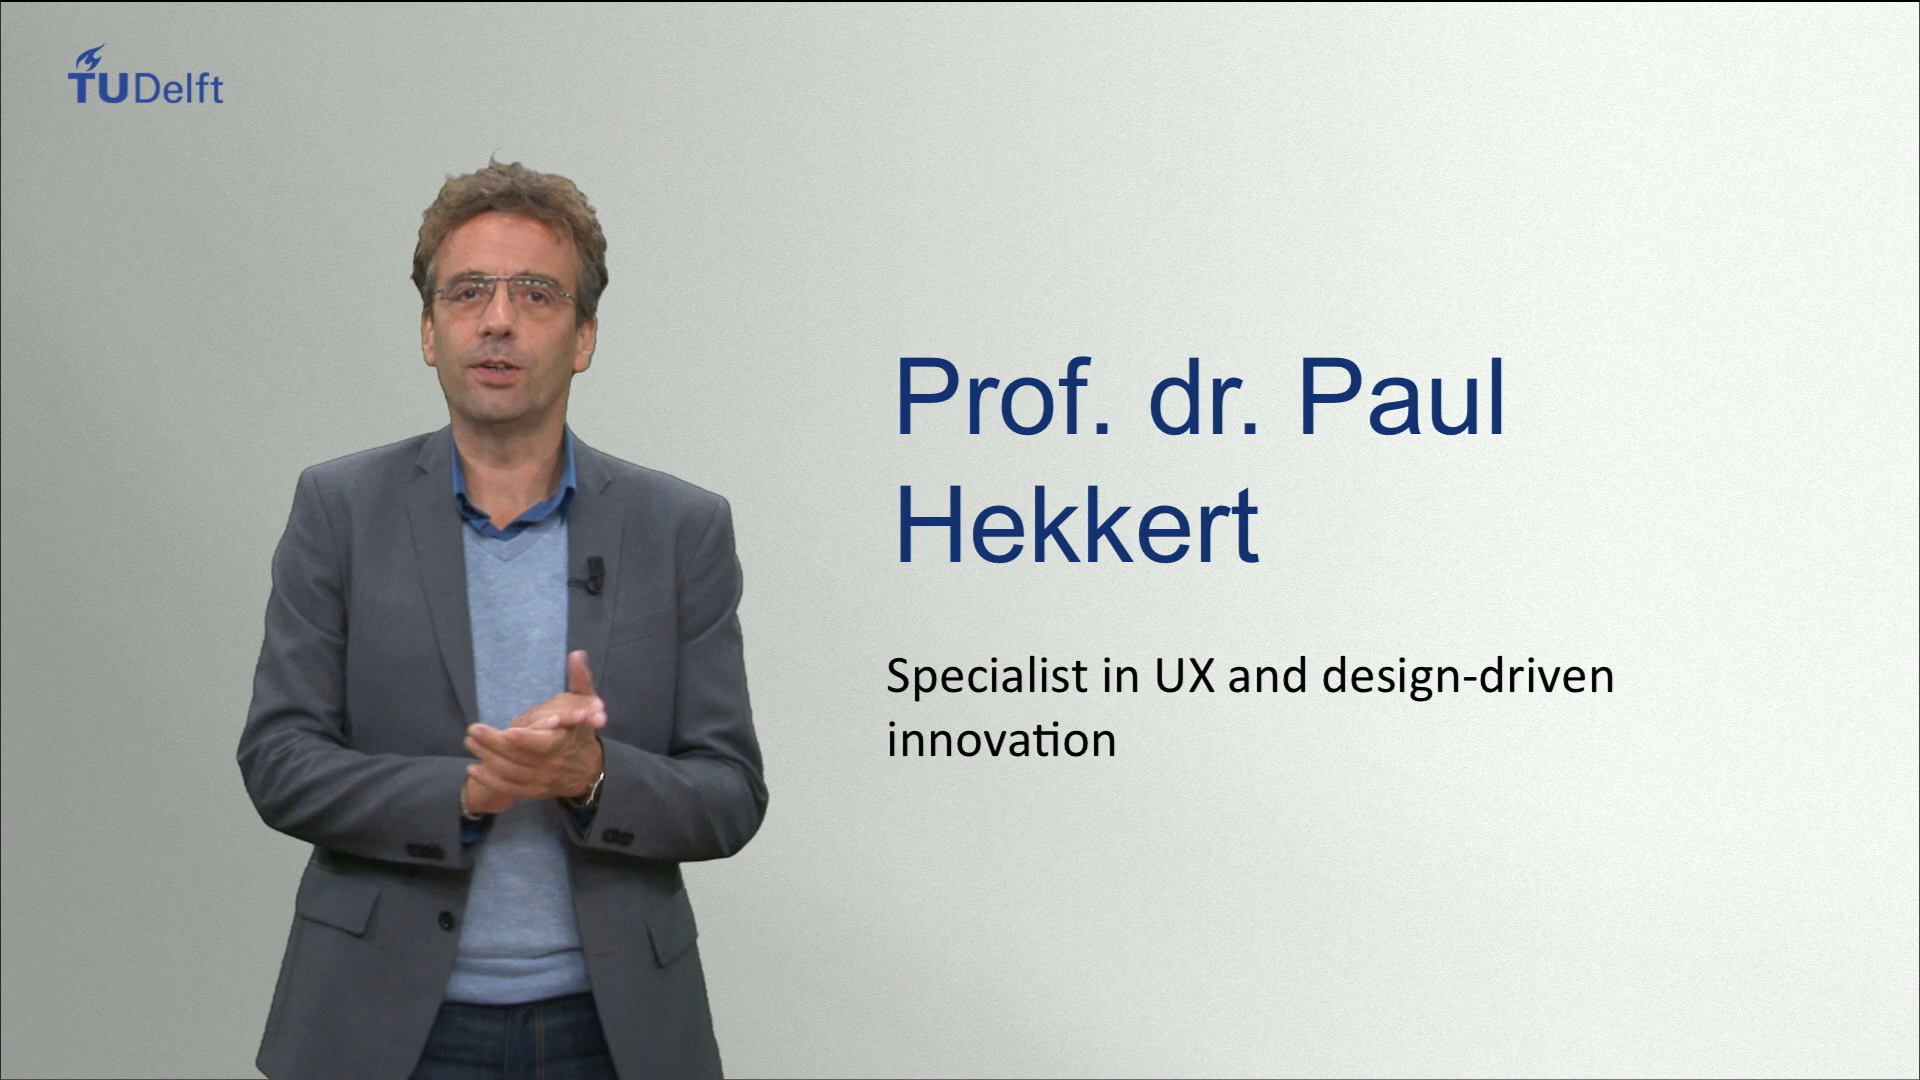 TUDelft
Prof. dr. Paul
Hekkert
Specialist in UX and design-driven
innovation